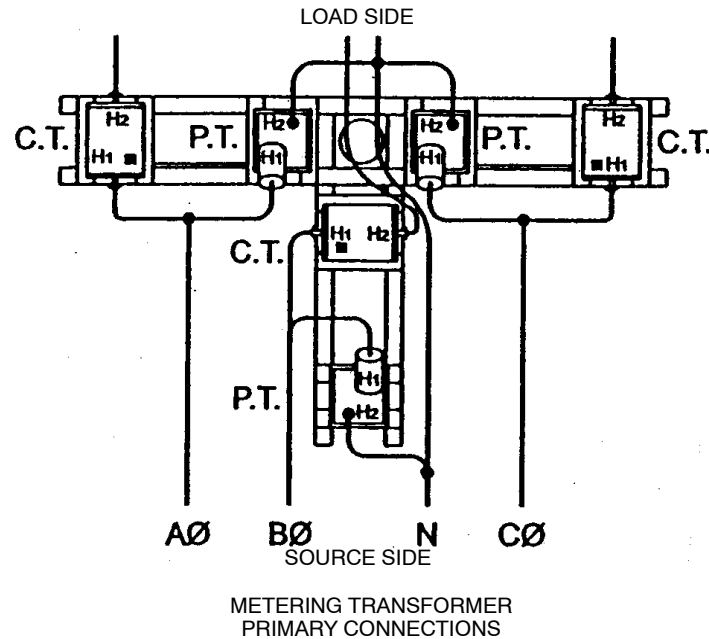 LOAD SIDE
C.T. H2 H1
P.T. H2 H1
H2 H1 P.T.
H2 H1 C.T.
C.T. H1 H2
H1
P.T.
H2
AØ BØ N CØ
SOURCE SIDE
METERING TRANSFORMER
PRIMARY CONNECTIONS